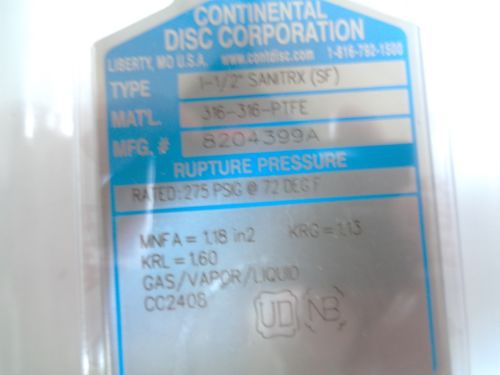 CONTINENTAL
DISC CORPORATION
LIBERTY, MO U.S.A. www.contdisc.com 1-816-792-1500
TYPE 1-1/2" SANITRX (SF)
MAT'L. 316-316-PTFE
MFG. # 8204399A
RUPTURE PRESSURE
RATED: 275 PSIG @ 72 DEG F
MNFA = 1.18 in2 KRG = 1.13
KRL = 1.60
GAS/VAPOR/LIQUID
CC2408
UD NB